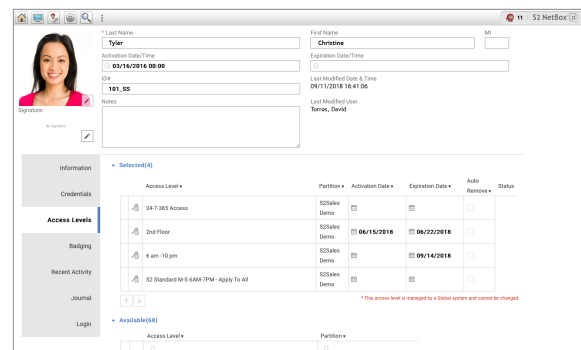 11 | S2 NetBox
* Last Name
First Name
MI
Tyler
Christine
Activation Date/Time
Expiration Date/Time
03/16/2016 00:00
ID#
Last Modified Date & Time
101_SS
09/11/2018 16:41:06
Notes
Last Modified User
Torros, David
Signature
No Signature
Information
Credentials
Access Levels
Badging
Recent Activity
Journal
Login
Selected(4)
Access Level Partition Activation Date Expiration Date Auto Remove Status
24-7-365 Access S2Sales Demo
2nd Floor S2Sales Demo 06/15/2018 06/22/2018
6 am -10 pm S2Sales Demo 09/14/2018
S2 Standard M-S 6AM-7PM - Apply To All S2Sales Demo
* This access level is managed by a Global system and cannot be changed.
Available(68)
Access Level Partition